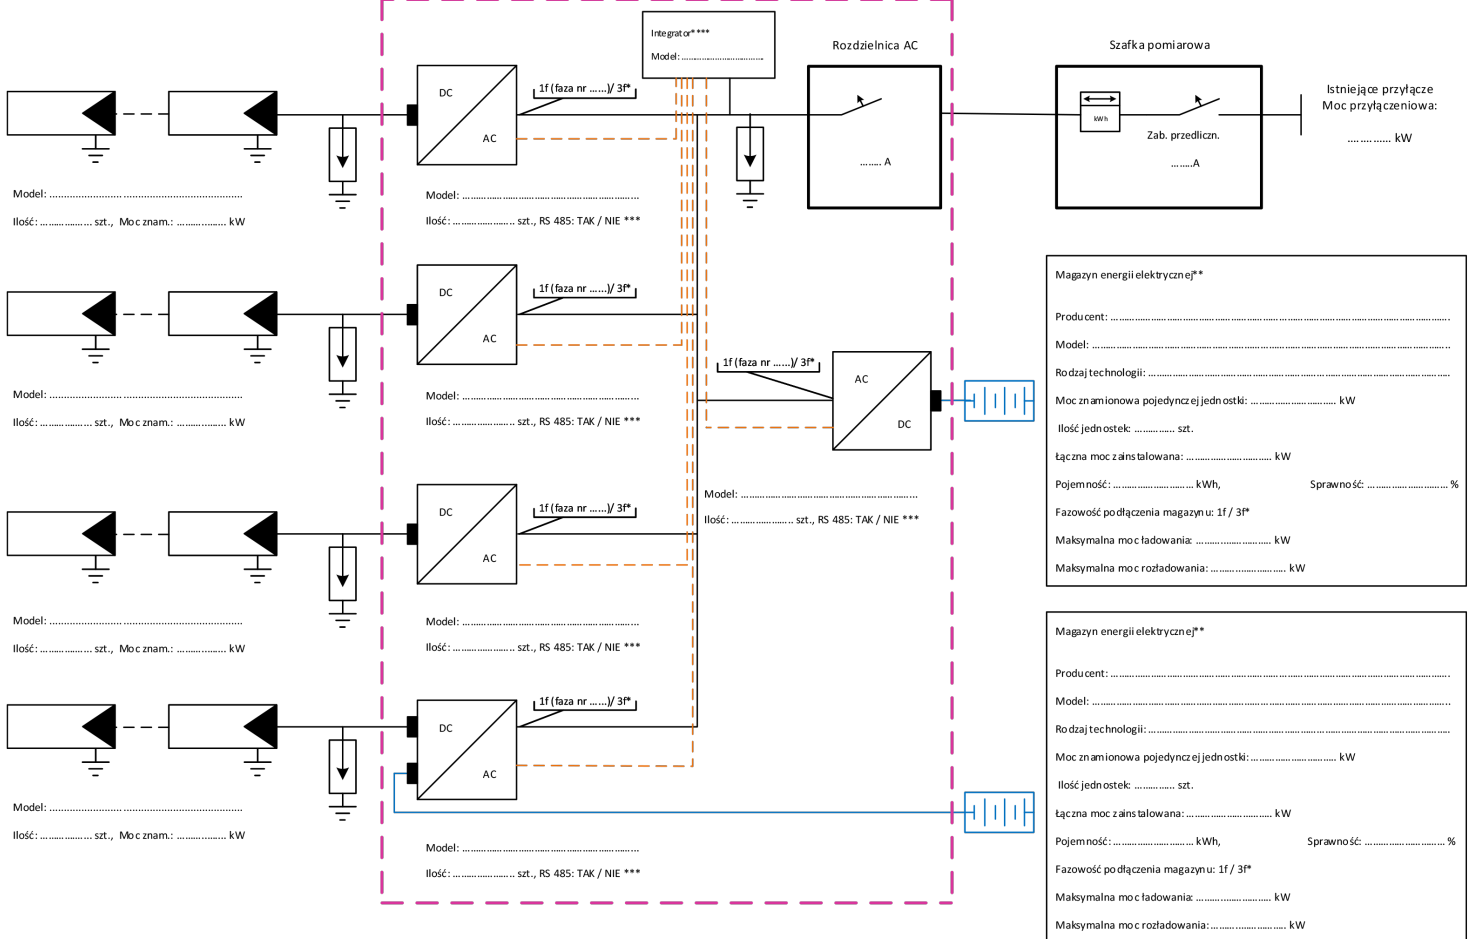 Integrator****
Model: ....................................
Rozdzielnica AC
Szafka pomiarowa
DC
AC
1f (faza nr ......)/ 3f*
........ A
kWh
Zab. przedliczn.
........A
Istniejące przyłącze
Moc przyłączeniowa:
............. kW
Model: ..................................................................
Ilość: .................. szt., Moc znam.: ................. kW
Model: ............................................................
Ilość: ..................... szt., RS 485: TAK / NIE ***
DC
AC
1f (faza nr ......)/ 3f*
Model: ..................................................................
Ilość: .................. szt., Moc znam.: ................. kW
Model: ............................................................
Ilość: ..................... szt., RS 485: TAK / NIE ***
1f (faza nr ......)/ 3f*
AC
DC
Model: ............................................................
Ilość: ..................... szt., RS 485: TAK / NIE ***
DC
AC
1f (faza nr ......)/ 3f*
Model: ..................................................................
Ilość: .................. szt., Moc znam.: ................. kW
Model: ............................................................
Ilość: ..................... szt., RS 485: TAK / NIE ***
DC
AC
1f (faza nr ......)/ 3f*
Model: ..................................................................
Ilość: .................. szt., Moc znam.: ................. kW
Model: ............................................................
Ilość: ..................... szt., RS 485: TAK / NIE ***
Magazyn energii elektrycznej**
Producent: ....................................................................................................
Model: ....................................................................................................
Rodzaj technologii: ....................................................................................
Moc znamionowa pojedynczej jednostki: ............................. kW
Ilość jednostek: .............. szt.
Łączna moc zainstalowana: ............................. kW
Pojemność: ............................ kWh, Sprawność: ............................ %
Fazowość podłączenia magazynu: 1f / 3f*
Maksymalna moc ładowania: .......................... kW
Maksymalna moc rozładowania: .......................... kW
Magazyn energii elektrycznej**
Producent: ....................................................................................................
Model: ....................................................................................................
Rodzaj technologii: ....................................................................................
Moc znamionowa pojedynczej jednostki: ............................. kW
Ilość jednostek: .............. szt.
Łączna moc zainstalowana: ............................. kW
Pojemność: ............................ kWh, Sprawność: ............................ %
Fazowość podłączenia magazynu: 1f / 3f*
Maksymalna moc ładowania: .......................... kW
Maksymalna moc rozładowania: .......................... kW